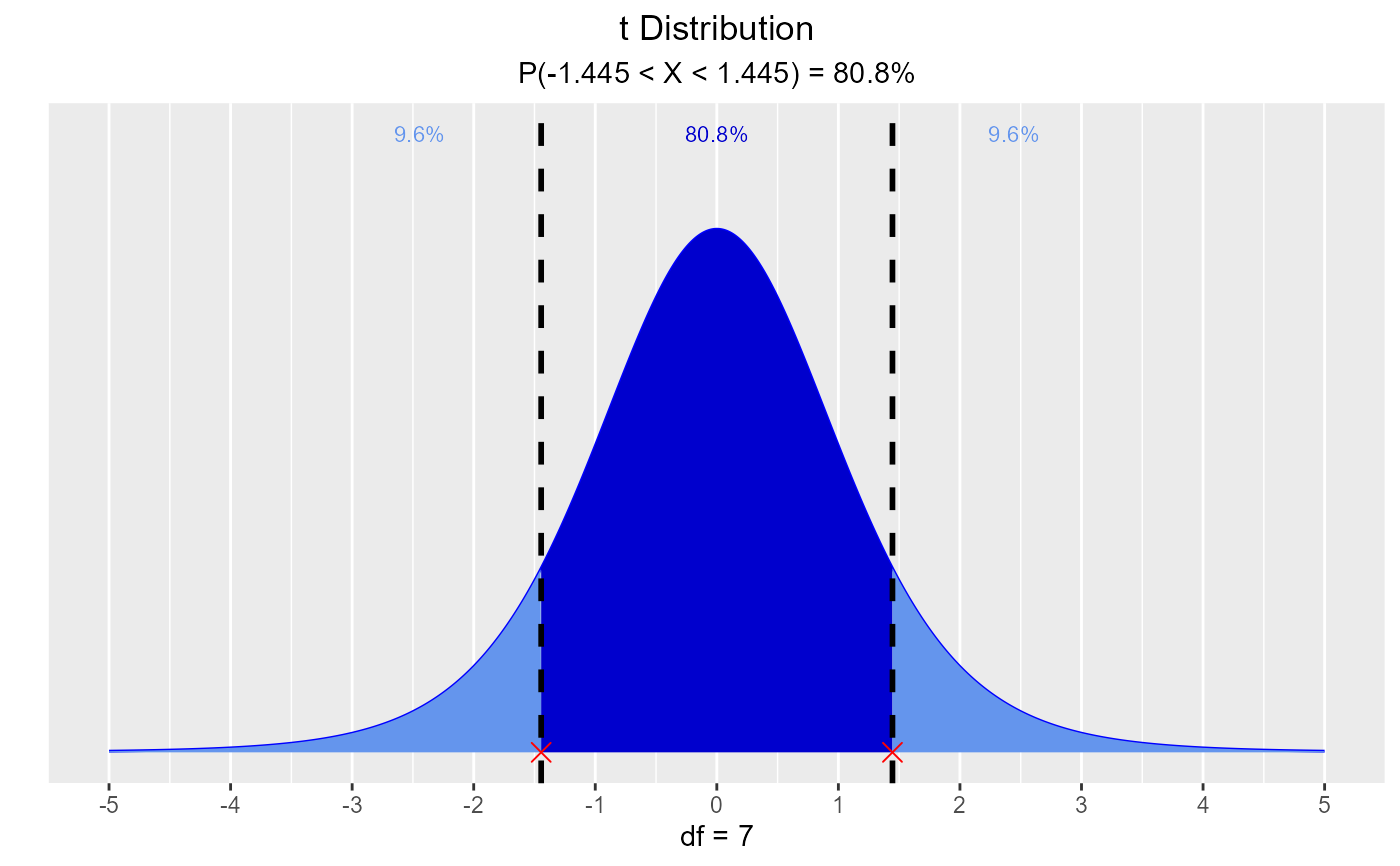 t Distribution
P(-1.445 < X < 1.445) = 80.8%
9.6% 80.8% 9.6%
-5 -4 -3 -2 -1 0 1 2 3 4 5
df = 7